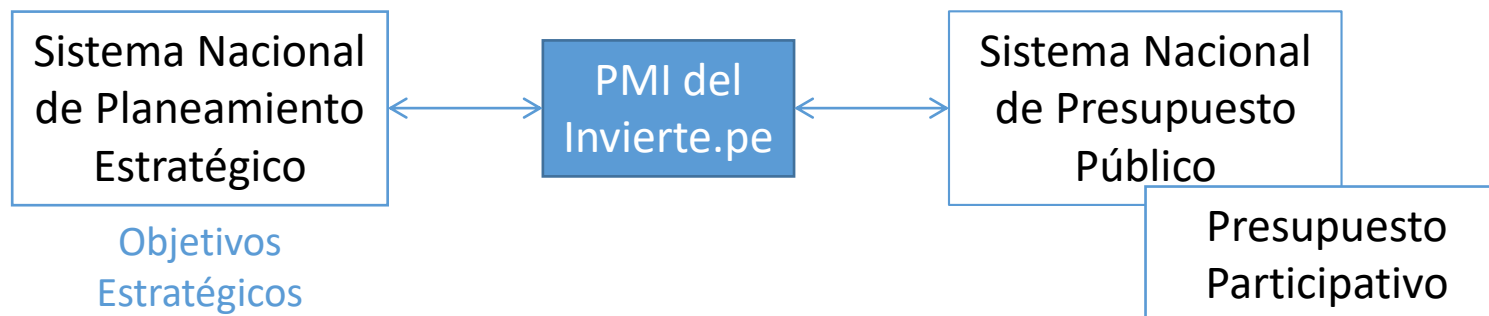 Sistema Nacional
de Planeamiento
Estratégico
Objetivos
Estratégicos
PMI del
Invierte.pe
Sistema Nacional
de Presupuesto
Público
Presupuesto
Participativo